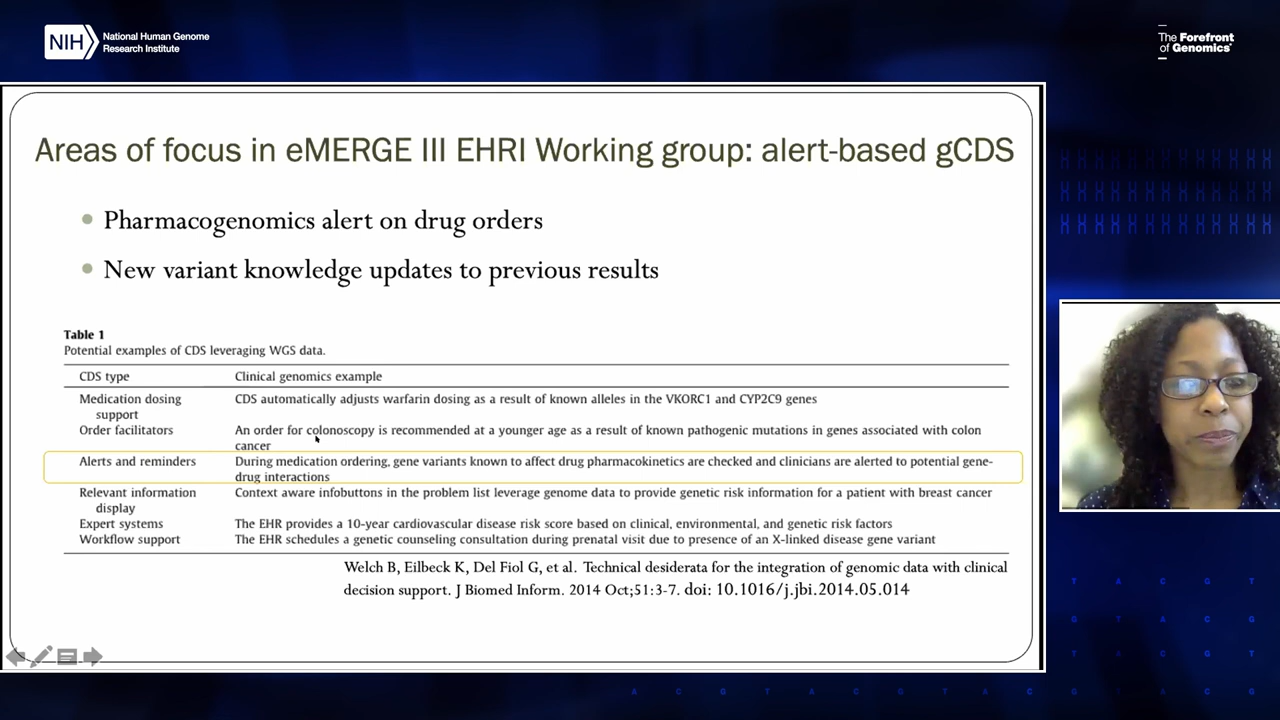 NIH
National Human Genome
Research Institute
The Forefront
of Genomics®
Areas of focus in eMERGE III EHRI Working group: alert-based gCDS
Pharmacogenomics alert on drug orders
New variant knowledge updates to previous results
Table 1
Potential examples of CDS leveraging WGS data.
CDS type Clinical genomics example
Medication dosing CDS automatically adjusts warfarin dosing as a result of known alleles in the VKORC1 and CYP2C9 genes
support
Order facilitators An order for colonoscopy is recommended at a younger age as a result of known pathogenic mutations in genes associated with colon
cancer
Alerts and reminders During medication ordering, gene variants known to affect drug pharmacokinetics are checked and clinicians are alerted to potential gene-
drug interactions
Relevant information Context aware infobuttons in the problem list leverage genome data to provide genetic risk information for a patient with breast cancer
display
Expert systems The EHR provides a 10-year cardiovascular disease risk score based on clinical, environmental, and genetic risk factors
Workflow support The EHR schedules a genetic counseling consultation during prenatal visit due to presence of an X-linked disease gene variant
Welch B, Eilbeck K, Del Fiol G, et al. Technical desiderata for the integration of genomic data with clinical
decision support. J Biomed Inform. 2014 Oct;51:3-7. doi: 10.1016/j.jbi.2014.05.014
T A C G T
G T A C G
T A C G T
A C G T A C G T A C G T A C G